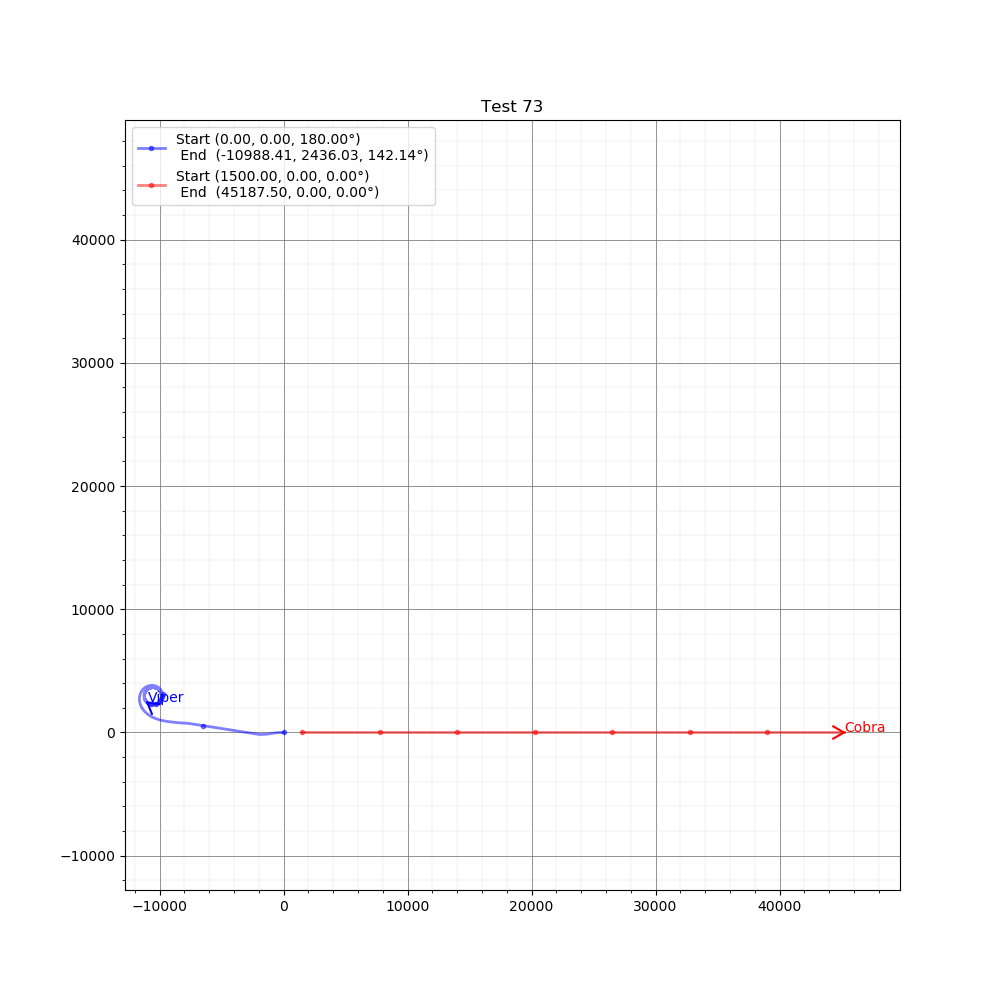 Test 73
Start (0.00, 0.00, 180.00°)
End  (-10988.41, 2436.03, 142.14°)
Start (1500.00, 0.00, 0.00°)
End  (45187.50, 0.00, 0.00°)
40000
30000
20000
10000
Viper
0
Cobra
−10000
−10000 0 10000 20000 30000 40000